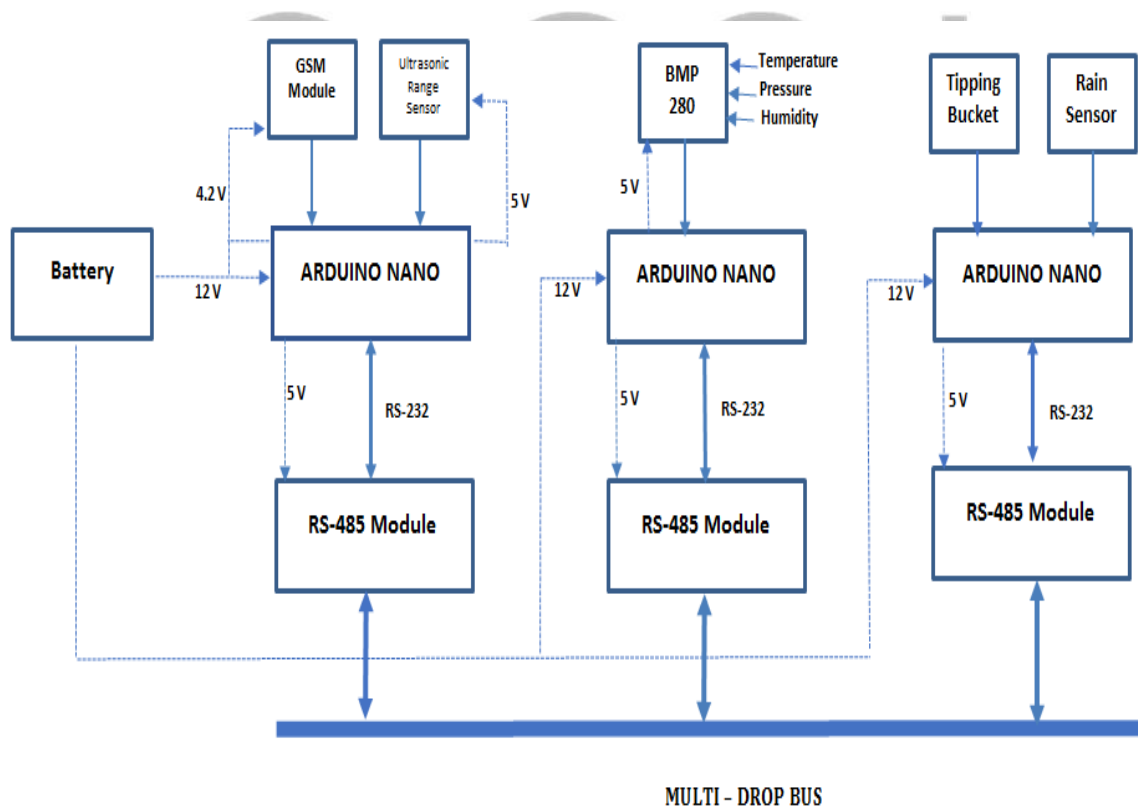 GSM
Module
Ultrasonic
Range
Sensor
BMP
280
Temperature
Pressure
Humidity
Tipping
Bucket
Rain
Sensor
4.2 V
5 V
5 V
Battery
12 V
ARDUINO NANO
12 V
ARDUINO NANO
12 V
ARDUINO NANO
5 V
RS-232
5 V
RS-232
5 V
RS-232
RS-485 Module
RS-485 Module
RS-485 Module
MULTI – DROP BUS